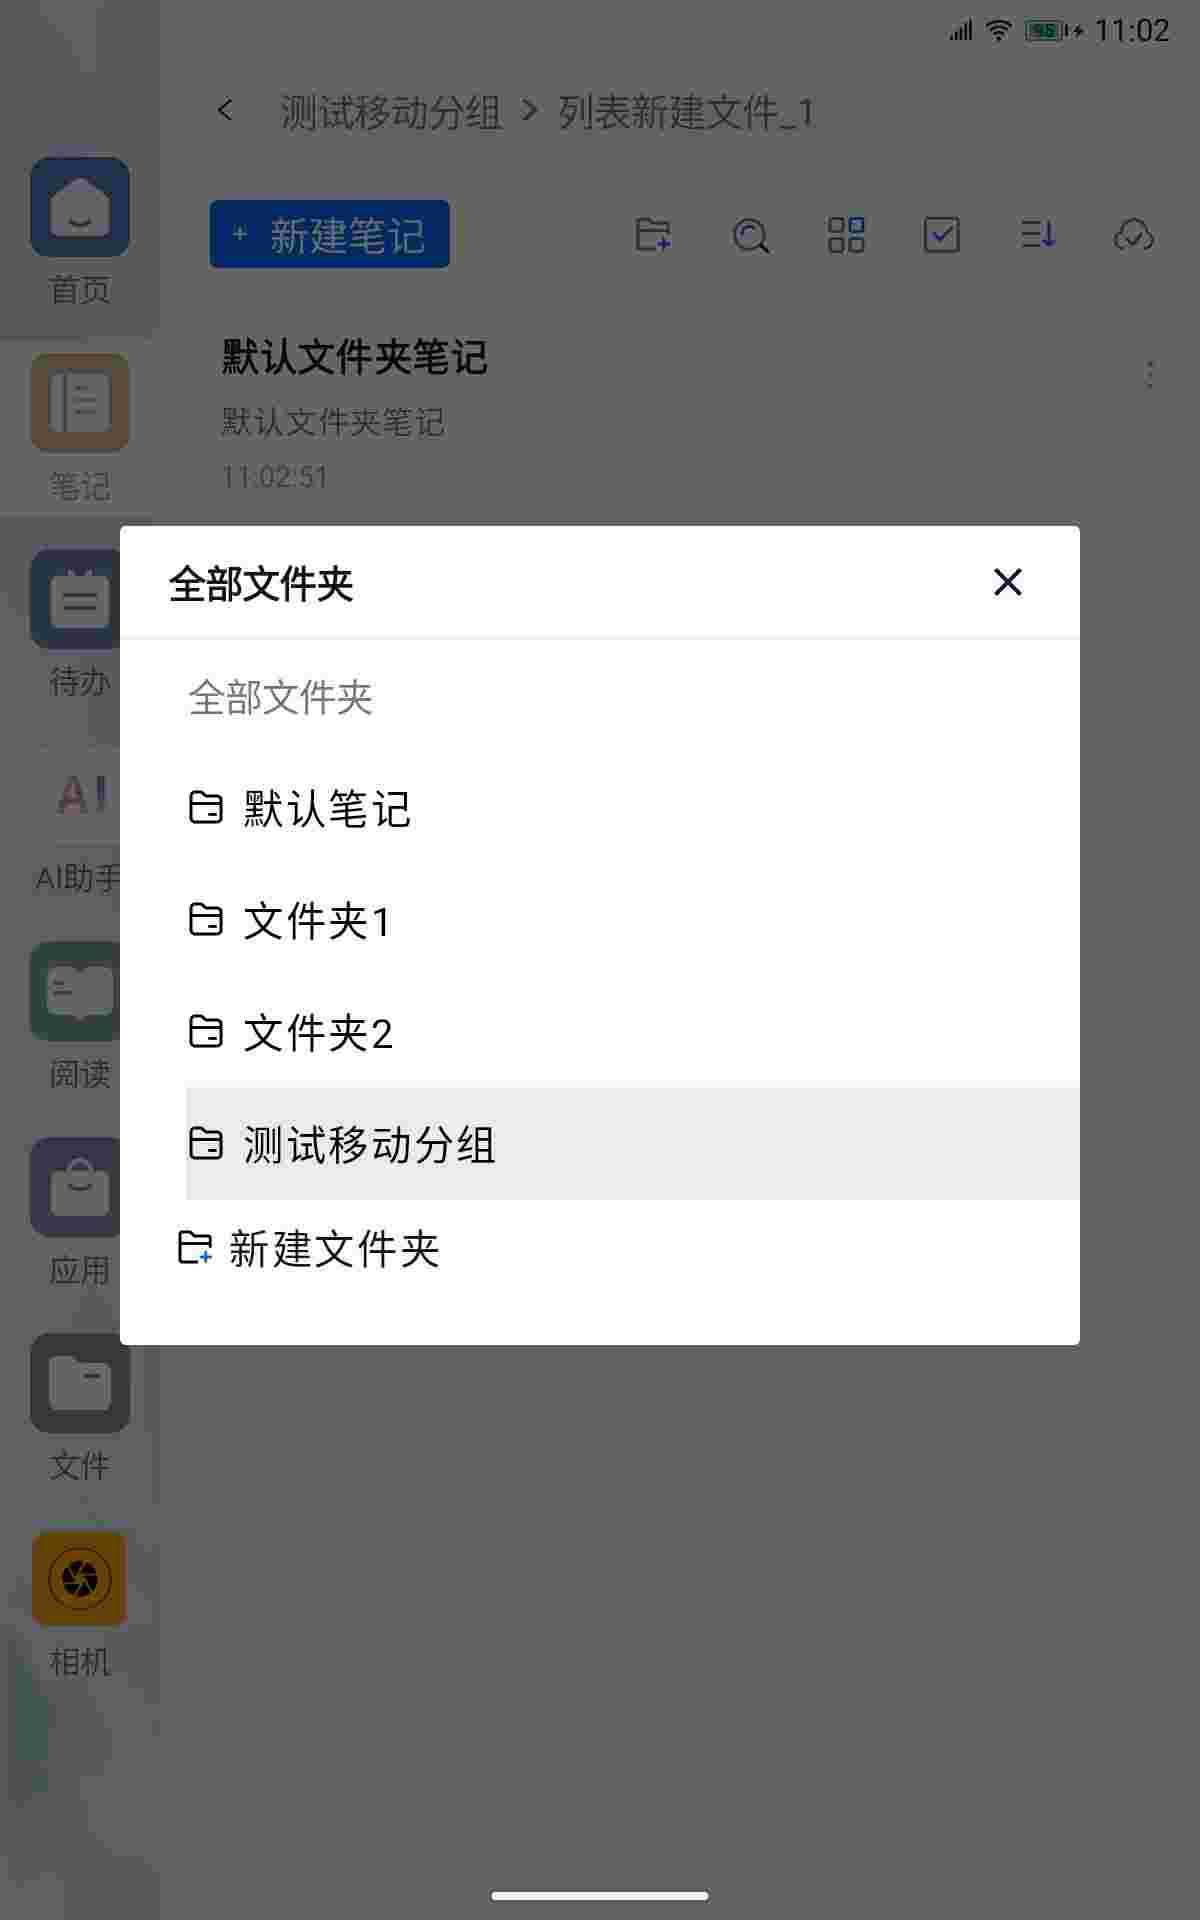 95 11:02
测试移动分组 > 列表新建文件_1
+ 新建笔记
首页
默认文件夹笔记
默认文件夹笔记
11:02:51
笔记
待办
AI
AI助手
阅读
应用
文件
相机
全部文件夹
全部文件夹
默认笔记
文件夹1
文件夹2
测试移动分组
新建文件夹